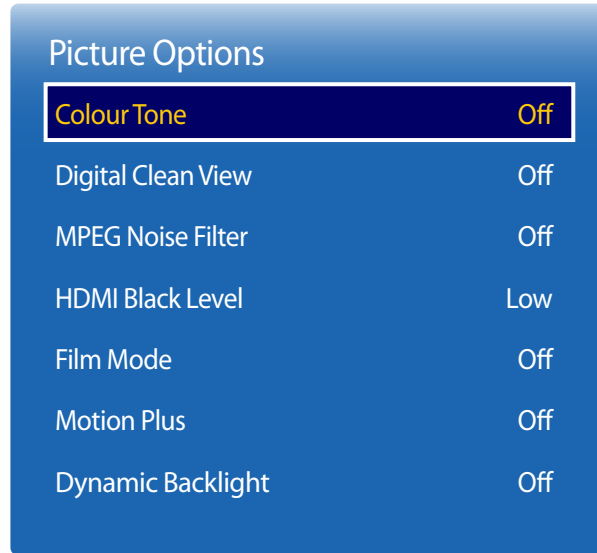 Picture Options
Colour Tone Off
Digital Clean View Off
MPEG Noise Filter Off
HDMI Black Level Low
Film Mode Off
Motion Plus Off
Dynamic Backlight Off